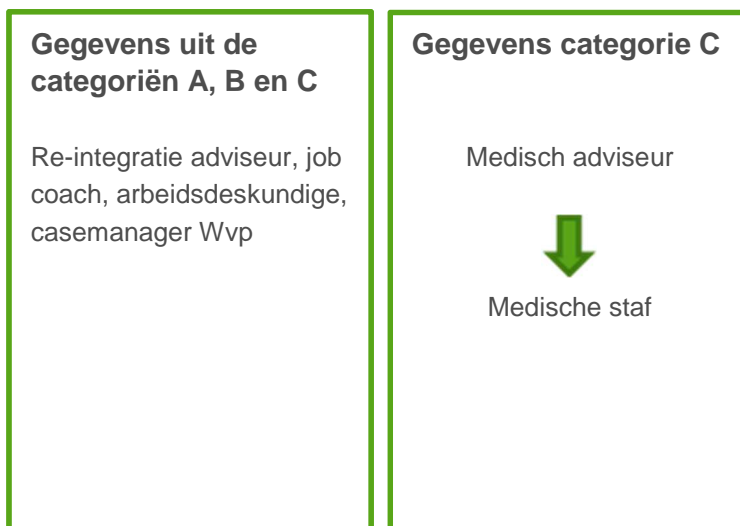 Gegevens uit de
categoriën A, B en C
Re-integratie adviseur, job
coach, arbeidsdeskundige,
casemanager Wvp
Gegevens categorie C
Medisch adviseur
Medische staf